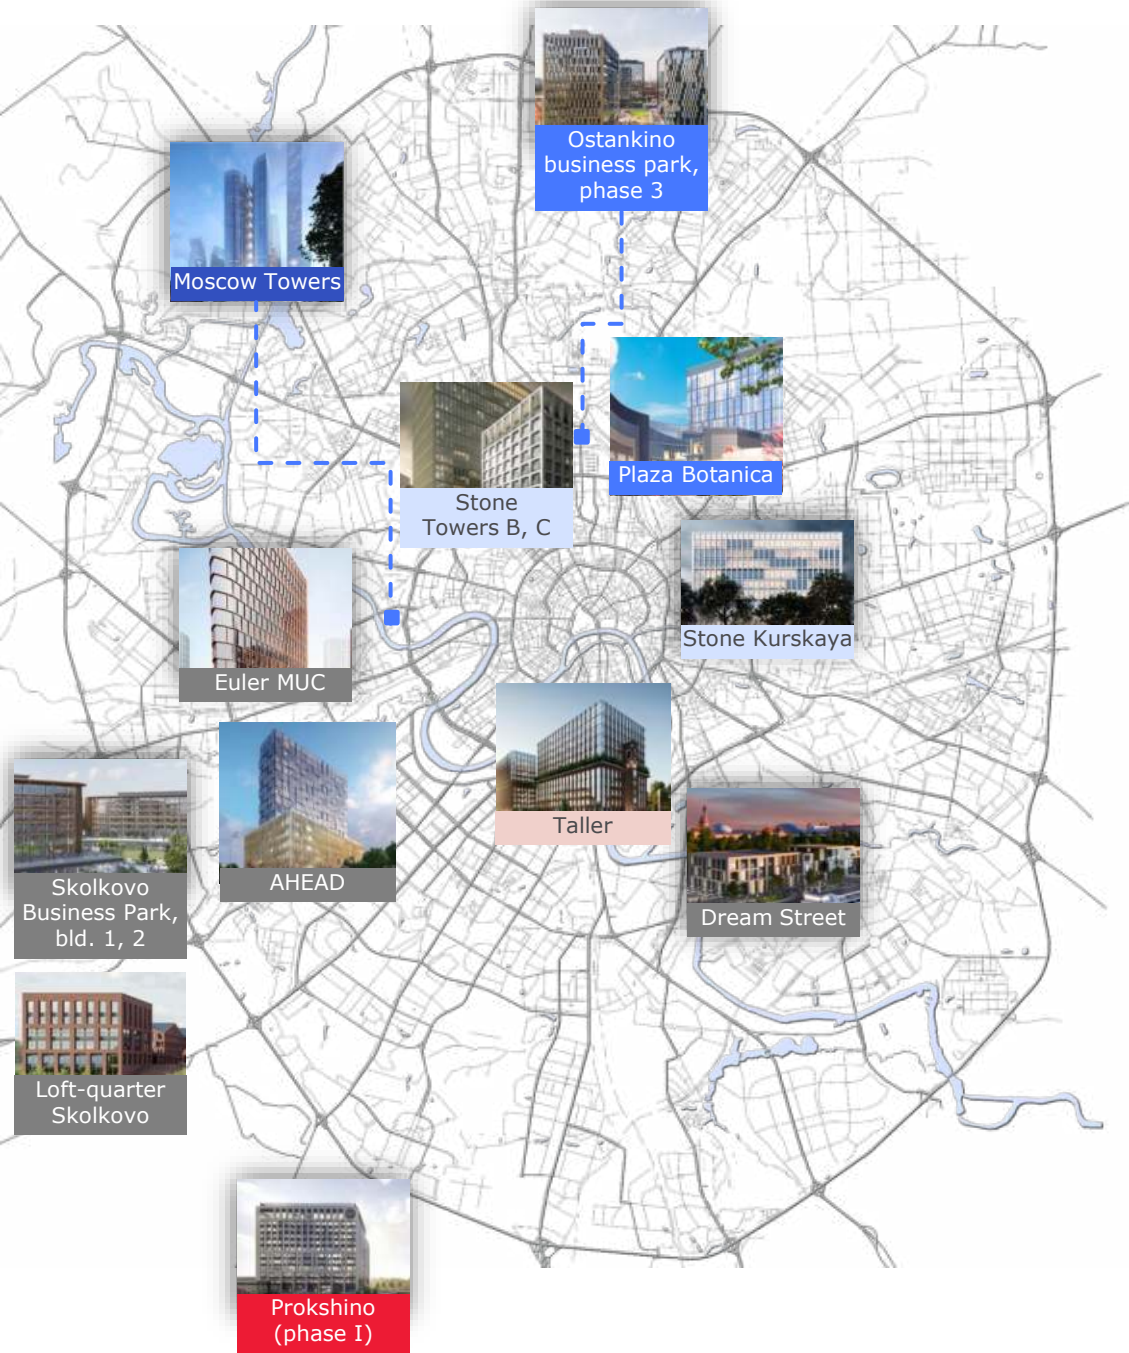 Ostankino
business park,
phase 3
Moscow Towers
Plaza Botanica
Stone
Towers B, C
Stone Kurskaya
Euler MUC
Taller
AHEAD
Skolkovo
Business Park,
bld. 1, 2
Dream Street
Loft-quarter
Skolkovo
Prokshino
(phase I)